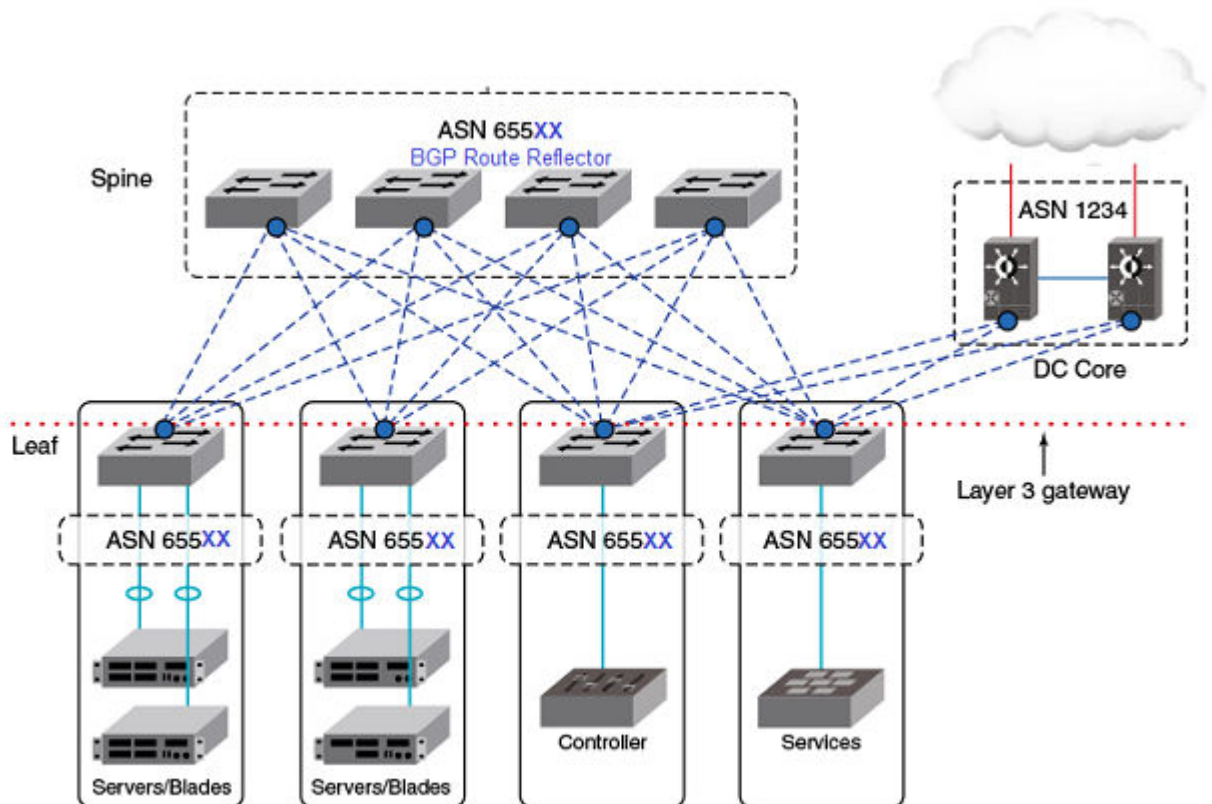 ASN 655XX
BGP Route Reflector
Spine
ASN 1234
DC Core
Leaf
Layer 3 gateway
ASN 655XX
ASN 655XX
ASN 655XX
ASN 655XX
Controller
Services
Servers/Blades
Servers/Blades